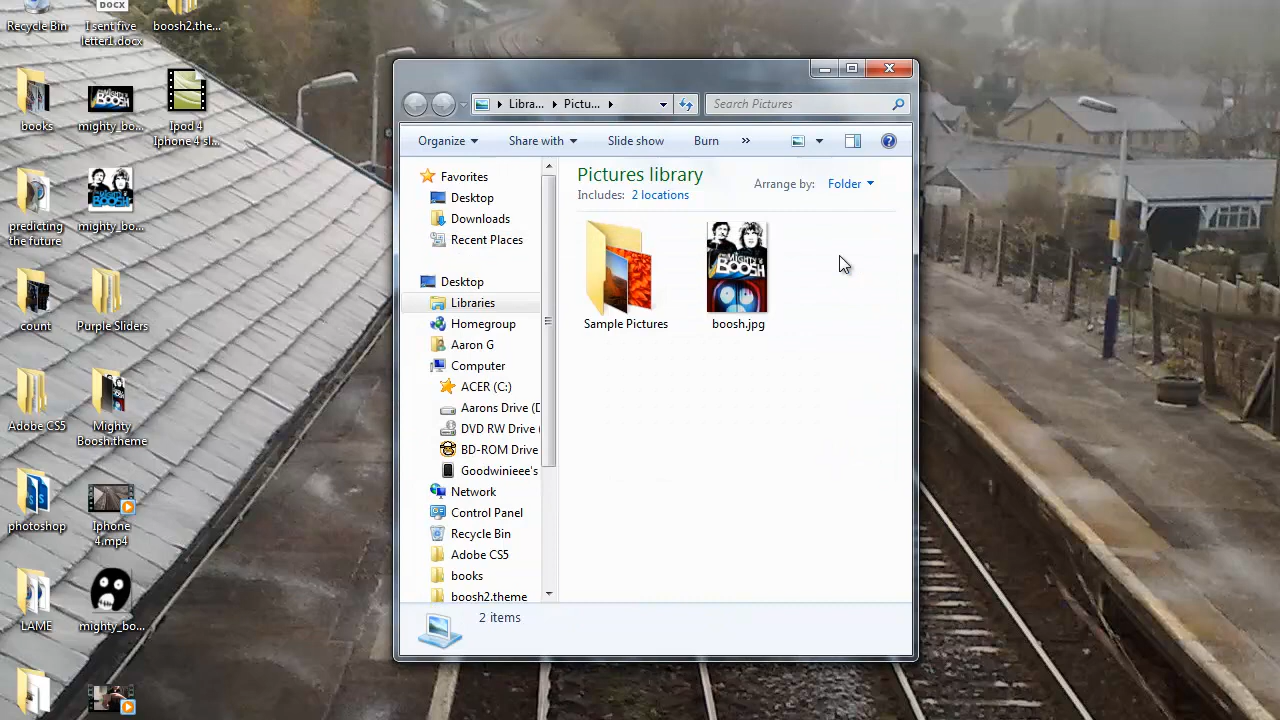 Recycle Bin
I sent five
letter1.docx
boosh2.the...
books
mighty_bo...
Ipod 4
Iphone 4 sl...
predicting
the future
mighty_bo...
count
Purple Sliders
Adobe CS5
Mighty
Boosh.theme
photoshop
Iphone
4.mp4
LAME
mighty_bo...
Libra...
Pictu...
Search Pictures
Organize
Share with
Slide show
Burn
»
Favorites
Desktop
Downloads
Recent Places
Desktop
Libraries
Homegroup
Aaron G
Computer
ACER (C:)
Aarons Drive (D
DVD RW Drive (
BD-ROM Drive
Goodwinieee's
Network
Control Panel
Recycle Bin
Adobe CS5
books
boosh2.theme
Pictures library
Includes: 2 locations
Arrange by: Folder
MIGHTY
BOOSH
Sample Pictures
boosh.jpg
2 items